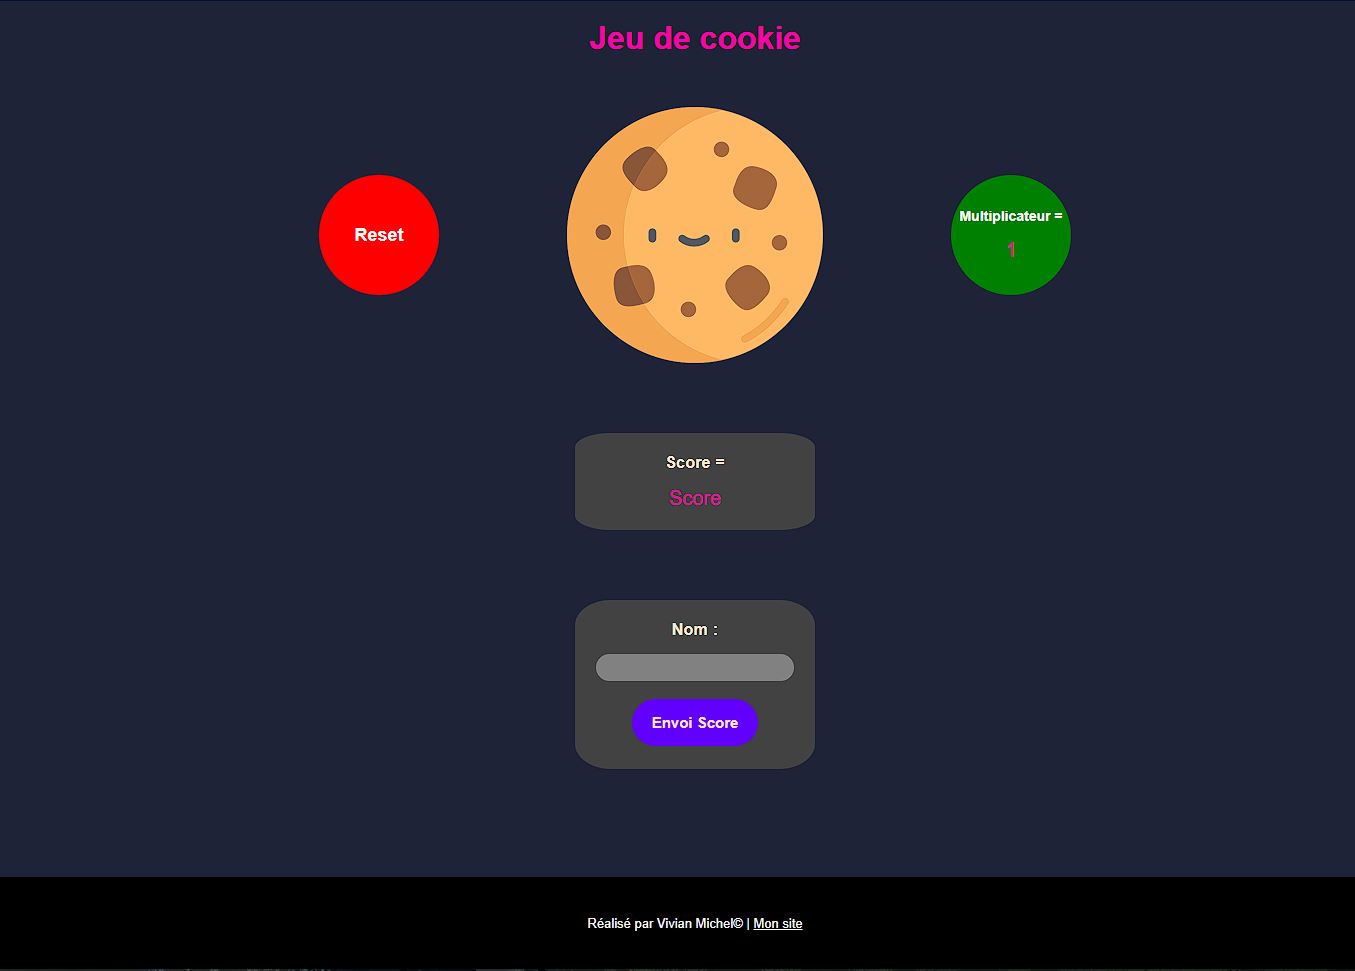 Jeu de cookie
Reset
Multiplicateur =
1
Score =
Score
Nom :
Envoi Score
Réalisé par Vivian Michel© | Mon site